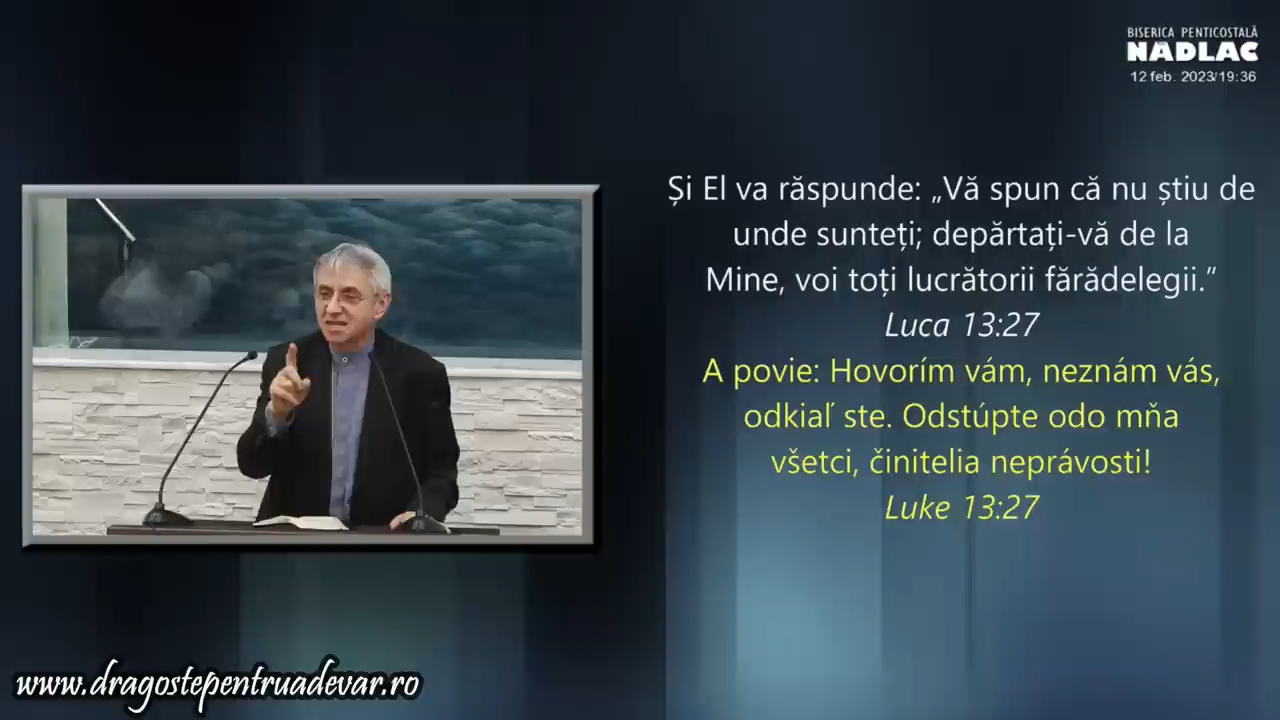 BISERICA PENTICOSTALĂ
NĂDLAC
12 feb. 2023/19:36
Și El va răspunde: „Vă spun că nu știu de
unde sunteți; depărtați-vă de la
Mine, voi toți lucrătorii fărădelegii.”
Luca 13:27
A povie: Hovorím vám, neznám vás,
odkiaľ ste. Odstúpte odo mňa
všetci, činitelia neprávosti!
Luke 13:27
www.dragostepentruadevar.ro